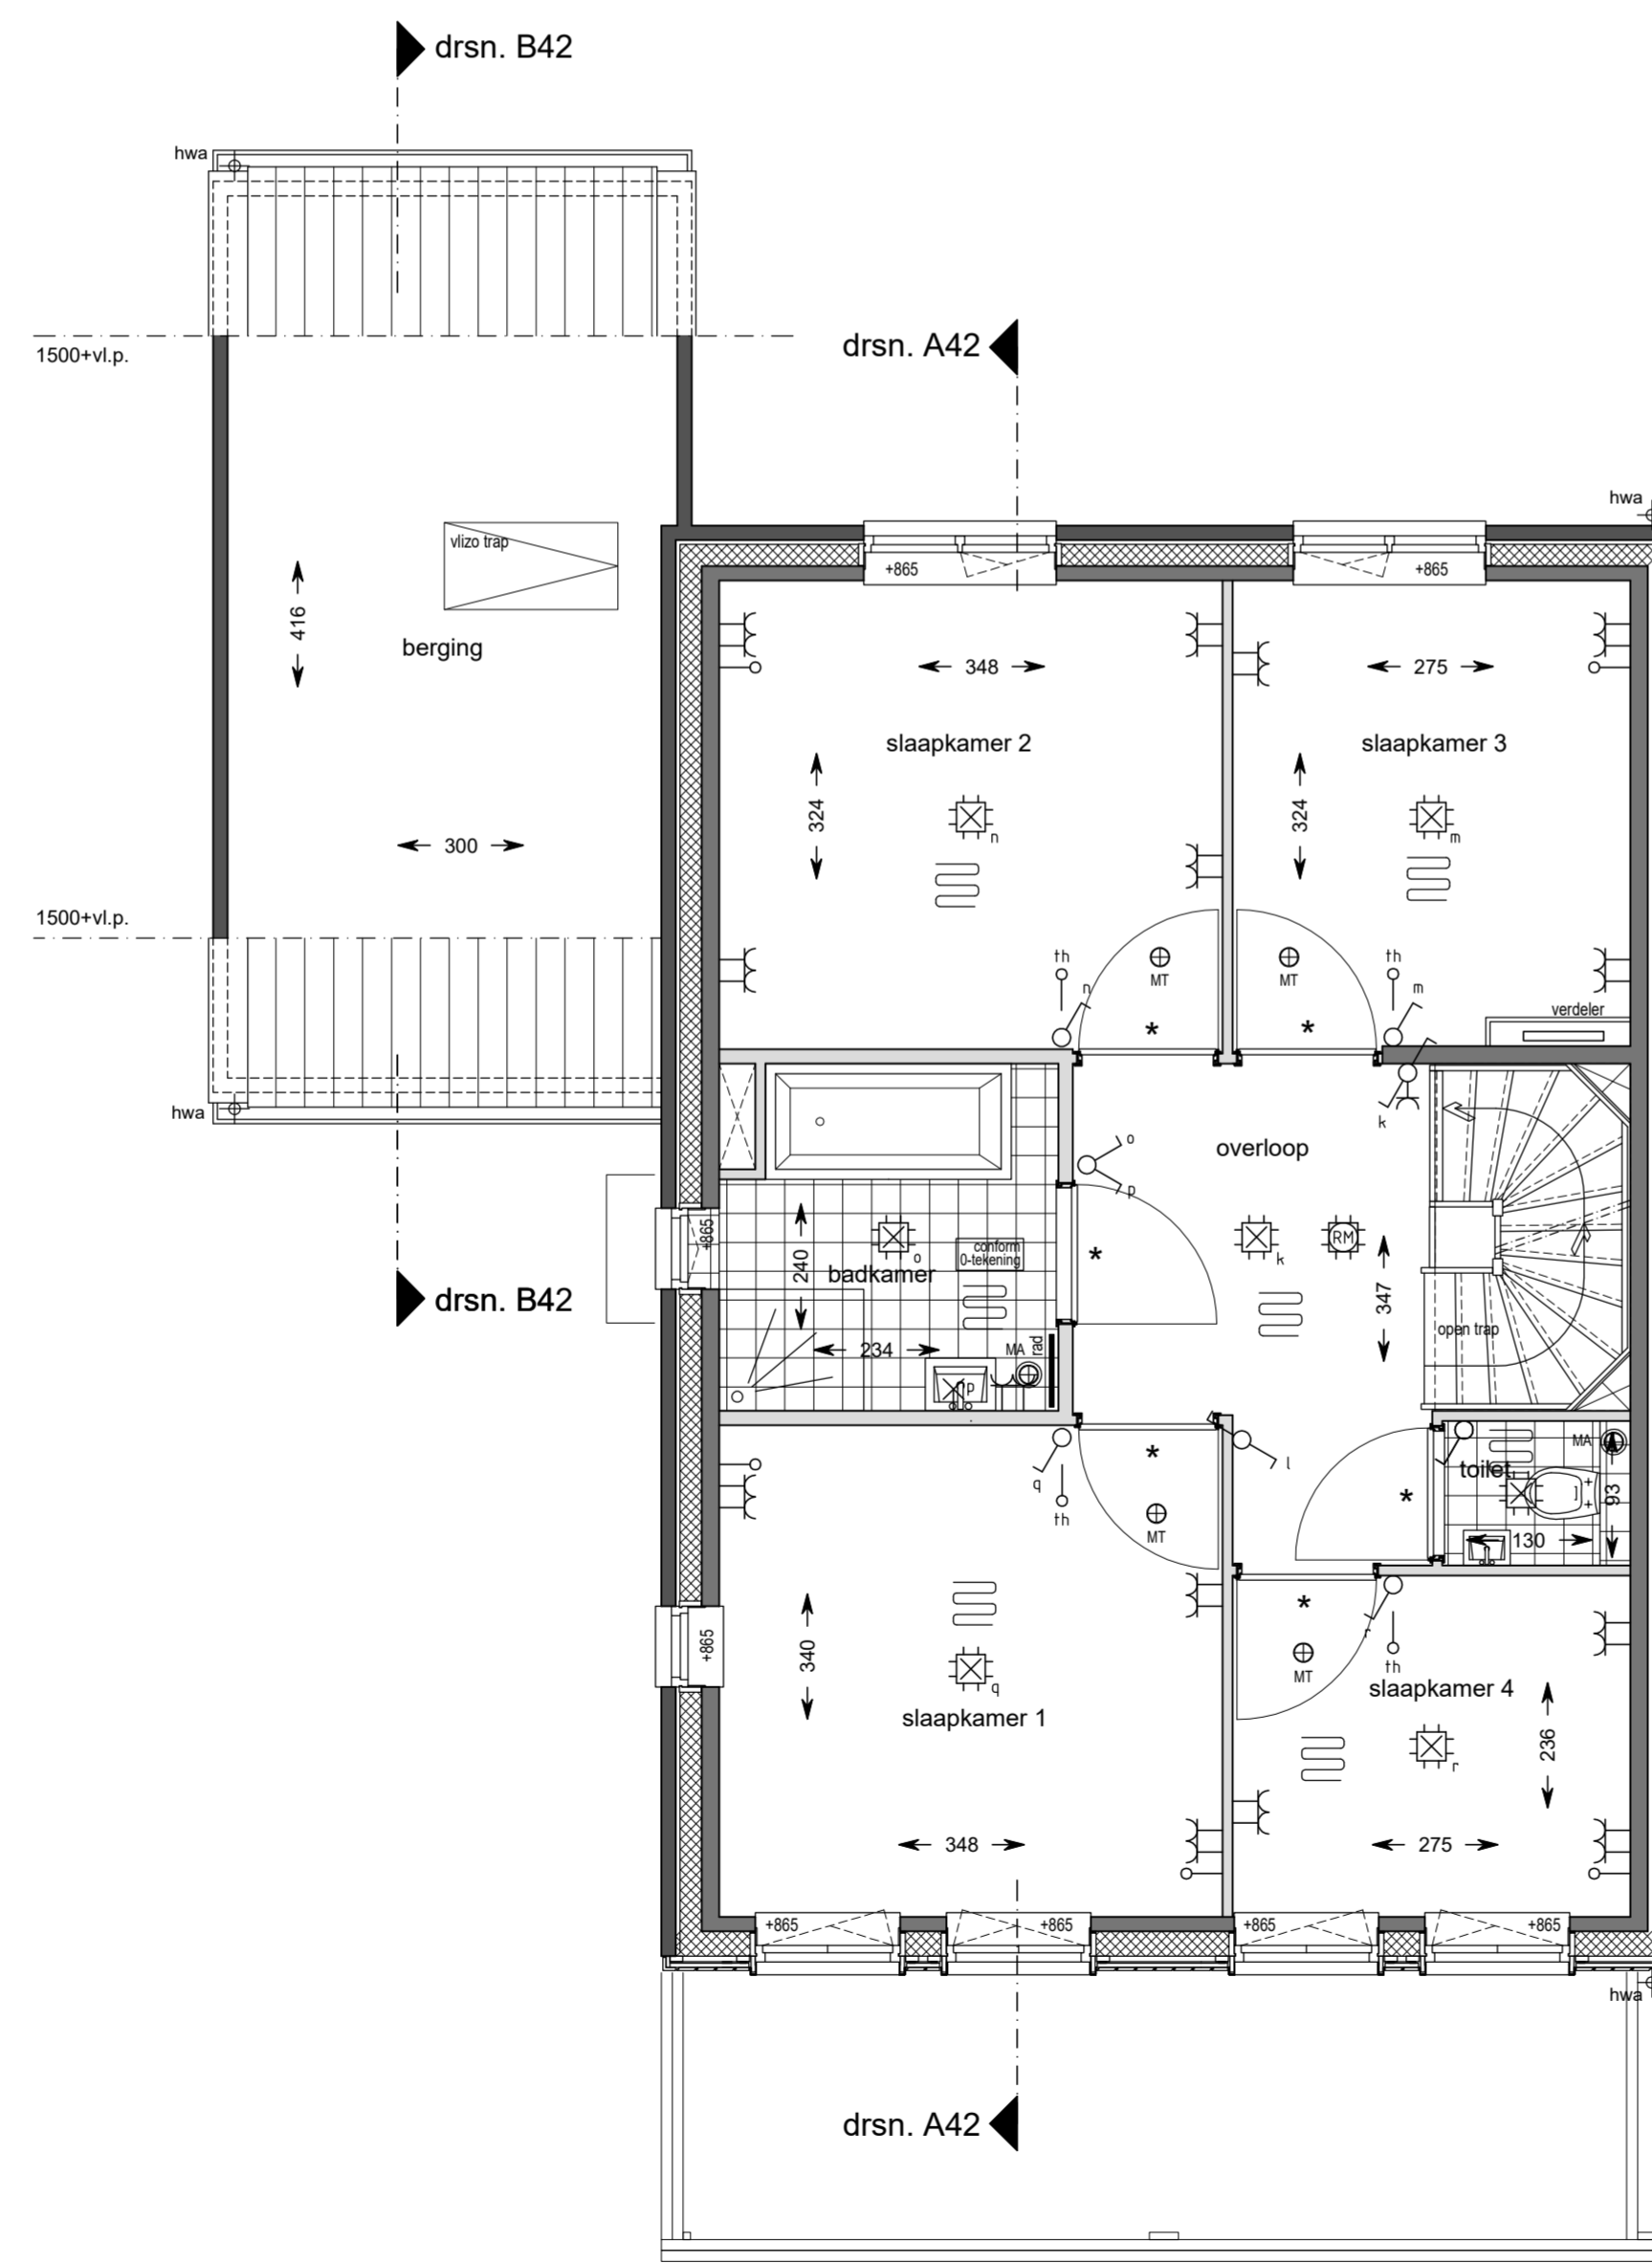 drsn. B42
hwa
1500+vl.p.
drsn. A42
hwa
vlizo trap
+865
+865
416
berging
348
275
slaapkamer 2
slaapkamer 3
324
n
324
m
300
1500+vl.p.
th
MT
MT
th
n
m
verdeler
*
*
hwa
k
o
overloop
p
+865
240
o
conform
0-tekening
badkamer
*
k
RM
347
drsn. B42
open trap
234
MA
rad
p
*
l
MA
toilet
q
th
*
93
MT
130
*
r
340
+865
MT
th
q
slaapkamer 4
slaapkamer 1
236
r
348
275
+865
+865
+865
+865
hwa
drsn. A42